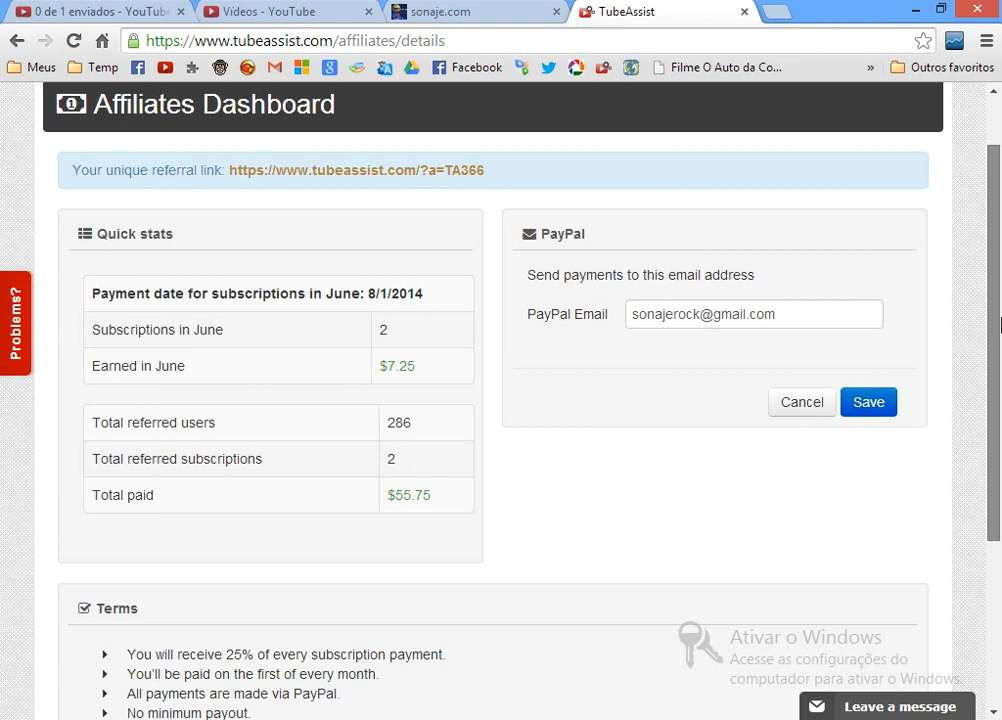 0 de 1 enviados - YouTube
Vídeos - YouTube
sonaje.com
TubeAssist
https://www.tubeassist.com/affiliates/details
Meus
Temp
Facebook
Filme O Auto da Co...
»
Outros favoritos
Affiliates Dashboard
Your unique referral link: https://www.tubeassist.com/?a=TA366
Quick stats
Payment date for subscriptions in June: 8/1/2014
Subscriptions in June 2
Earned in June $7.25
Total referred users 286
Total referred subscriptions 2
Total paid $55.75
PayPal
Send payments to this email address
PayPal Email sonajerock@gmail.com
Cancel Save
Problems?
Terms
You will receive 25% of every subscription payment.
You'll be paid on the first of every month.
All payments are made via PayPal.
No minimum payout.
Ativar o Windows
Acesse as configurações do
computador para ativar o Windows.
Leave a message